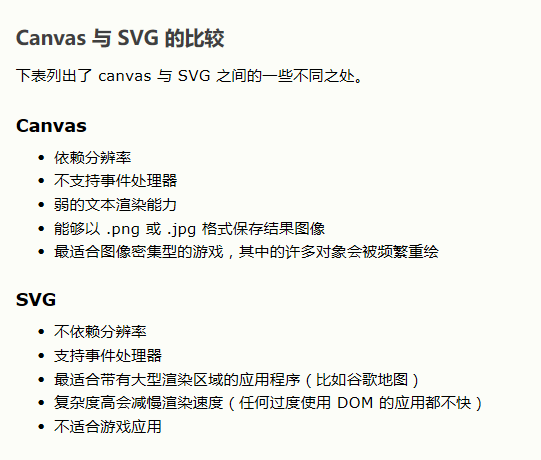 Canvas 与 SVG 的比较
下表列出了 canvas 与 SVG 之间的一些不同之处。
Canvas
• 依赖分辨率
• 不支持事件处理器
• 弱的文本渲染能力
• 能够以 .png 或 .jpg 格式保存结果图像
• 最适合图像密集型的游戏，其中的许多对象会被频繁重绘
SVG
• 不依赖分辨率
• 支持事件处理器
• 最适合带有大型渲染区域的应用程序（比如谷歌地图）
• 复杂度高会减慢渲染速度（任何过度使用 DOM 的应用都不快）
• 不适合游戏应用